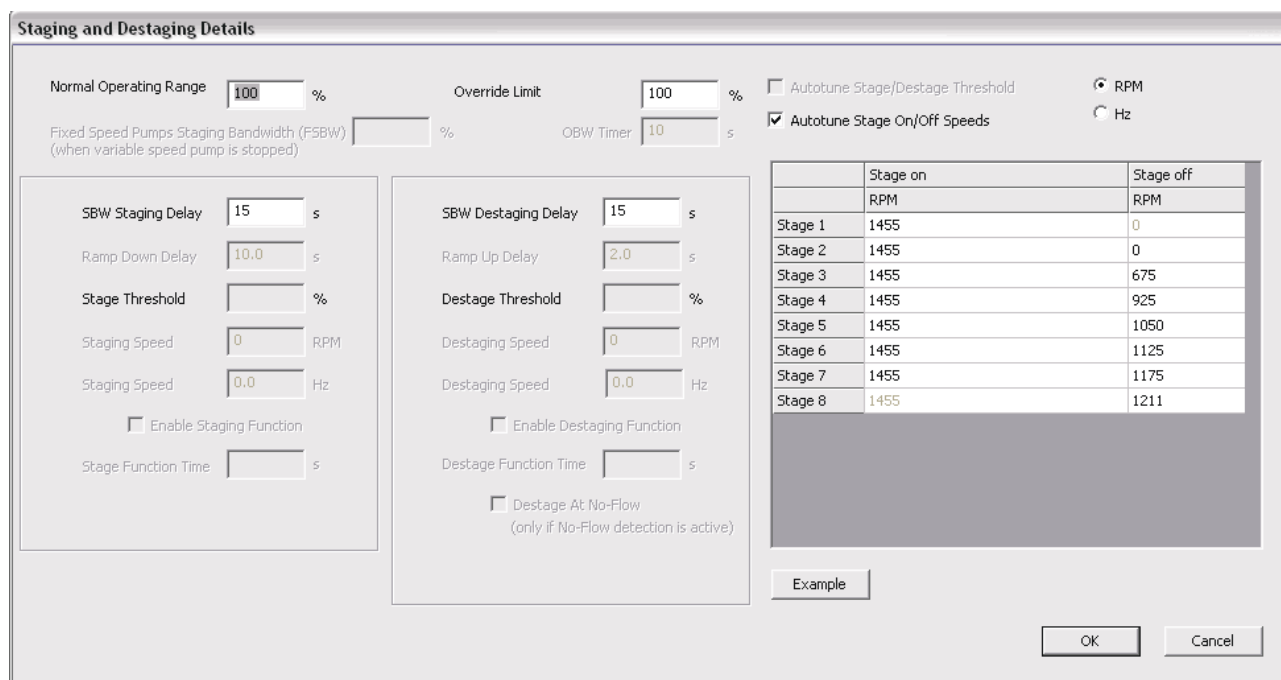 Staging and Destaging Details
Normal Operating Range 100 %
Override Limit 100 %
Autotune Stage/Destage Threshold
RPM
Fixed Speed Pumps Staging Bandwidth (FSBW) %
(when variable speed pump is stopped)
OBW Timer 10 s
Autotune Stage On/Off Speeds
Hz
SBW Staging Delay 15 s
Ramp Down Delay 10.0 s
Stage Threshold %
Staging Speed 0 RPM
Staging Speed 0.0 Hz
Enable Staging Function
Stage Function Time s
SBW Destaging Delay 15 s
Ramp Up Delay 2.0 s
Destage Threshold %
Destaging Speed 0 RPM
Destaging Speed 0.0 Hz
Enable Destaging Function
Destage Function Time s
Destage At No-Flow
(only if No-Flow detection is active)
Stage on Stage off
RPM RPM
Stage 1 1455 0
Stage 2 1455 0
Stage 3 1455 675
Stage 4 1455 925
Stage 5 1455 1050
Stage 6 1455 1125
Stage 7 1455 1175
Stage 8 1455 1211
Example
OK Cancel